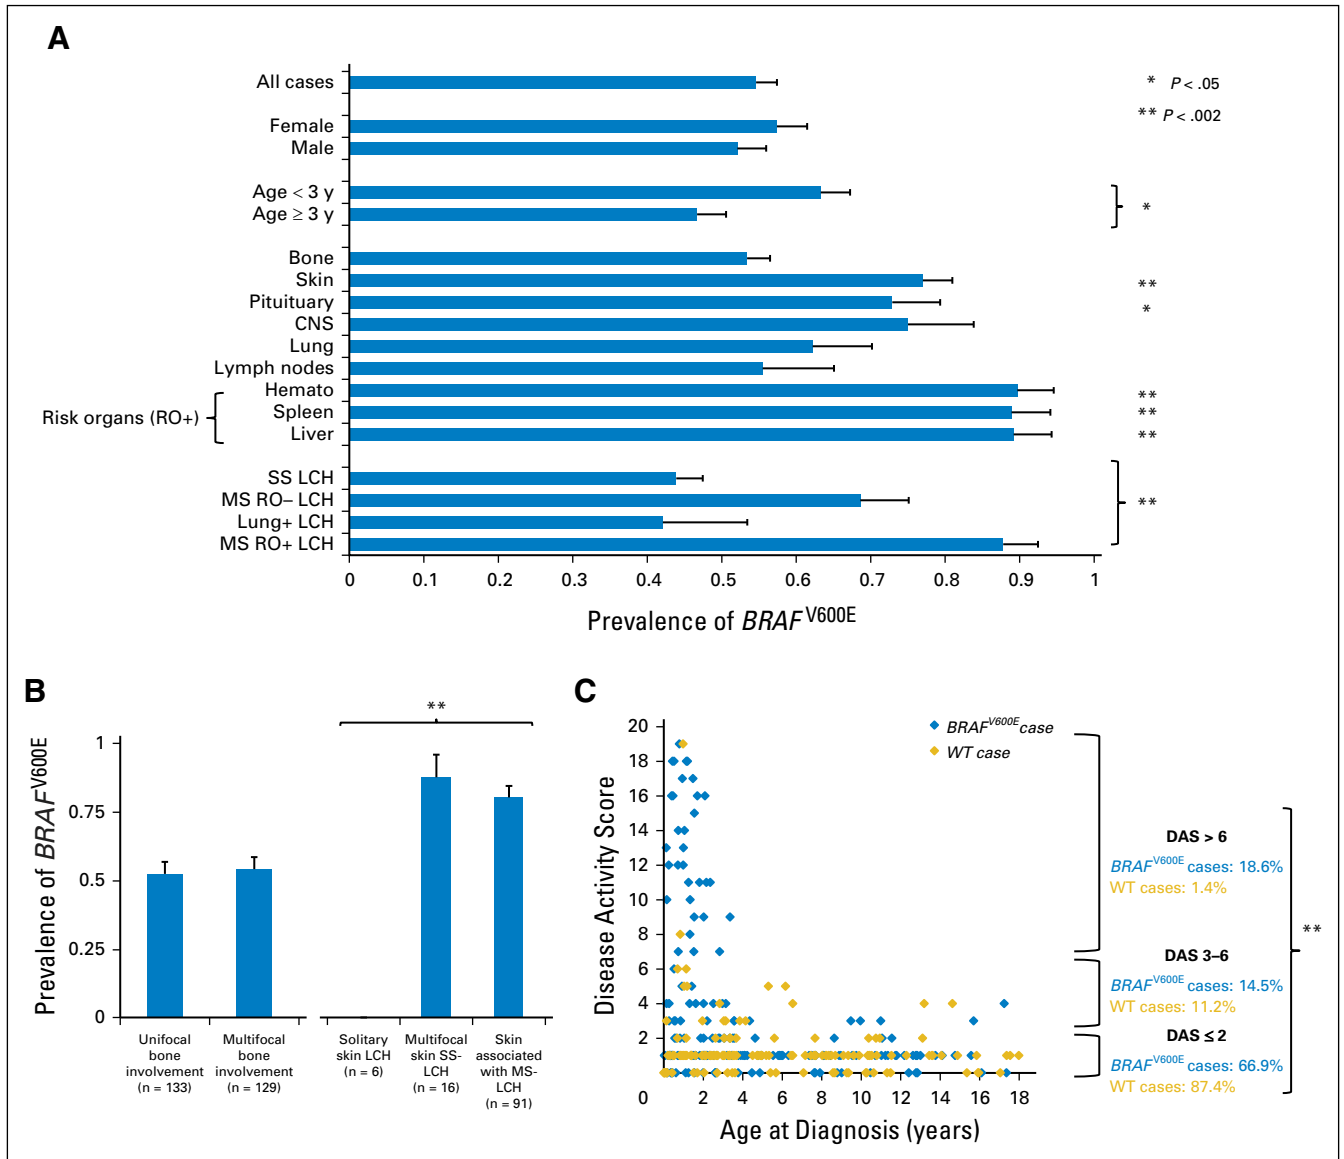 A
All cases
Female
Male
Age < 3 y
Age ≥ 3 y
Bone
Skin
Pituituary
CNS
Lung
Lymph nodes
Hemato
Spleen
Liver
Risk organs (RO+)
SS LCH
MS RO– LCH
Lung+ LCH
MS RO+ LCH
0 0.1 0.2 0.3 0.4 0.5 0.6 0.7 0.8 0.9 1
Prevalence of BRAF V600E
* P < .05
** P < .002
*
**
*
**
**
**
**
B
Prevalence of BRAF V600E
1
0.75
0.5
0.25
0
**
Unifocal
bone
involvement
(n = 133)
Multifocal
bone
involvement
(n = 129)
Solitary
skin LCH
(n = 6)
Multifocal
skin SS-
LCH
(n = 16)
Skin
associated
with MS-
LCH
(n = 91)
C
Disease Activity Score
20
18
16
14
12
10
8
6
4
2
0 2 4 6 8 10 12 14 16 18
Age at Diagnosis (years)
BRAF V600E case
WT case
DAS > 6
BRAF V600E cases: 18.6%
WT cases: 1.4%
DAS 3–6
BRAF V600E cases: 14.5%
WT cases: 11.2%
DAS ≤ 2
BRAF V600E cases: 66.9%
WT cases: 87.4%
**